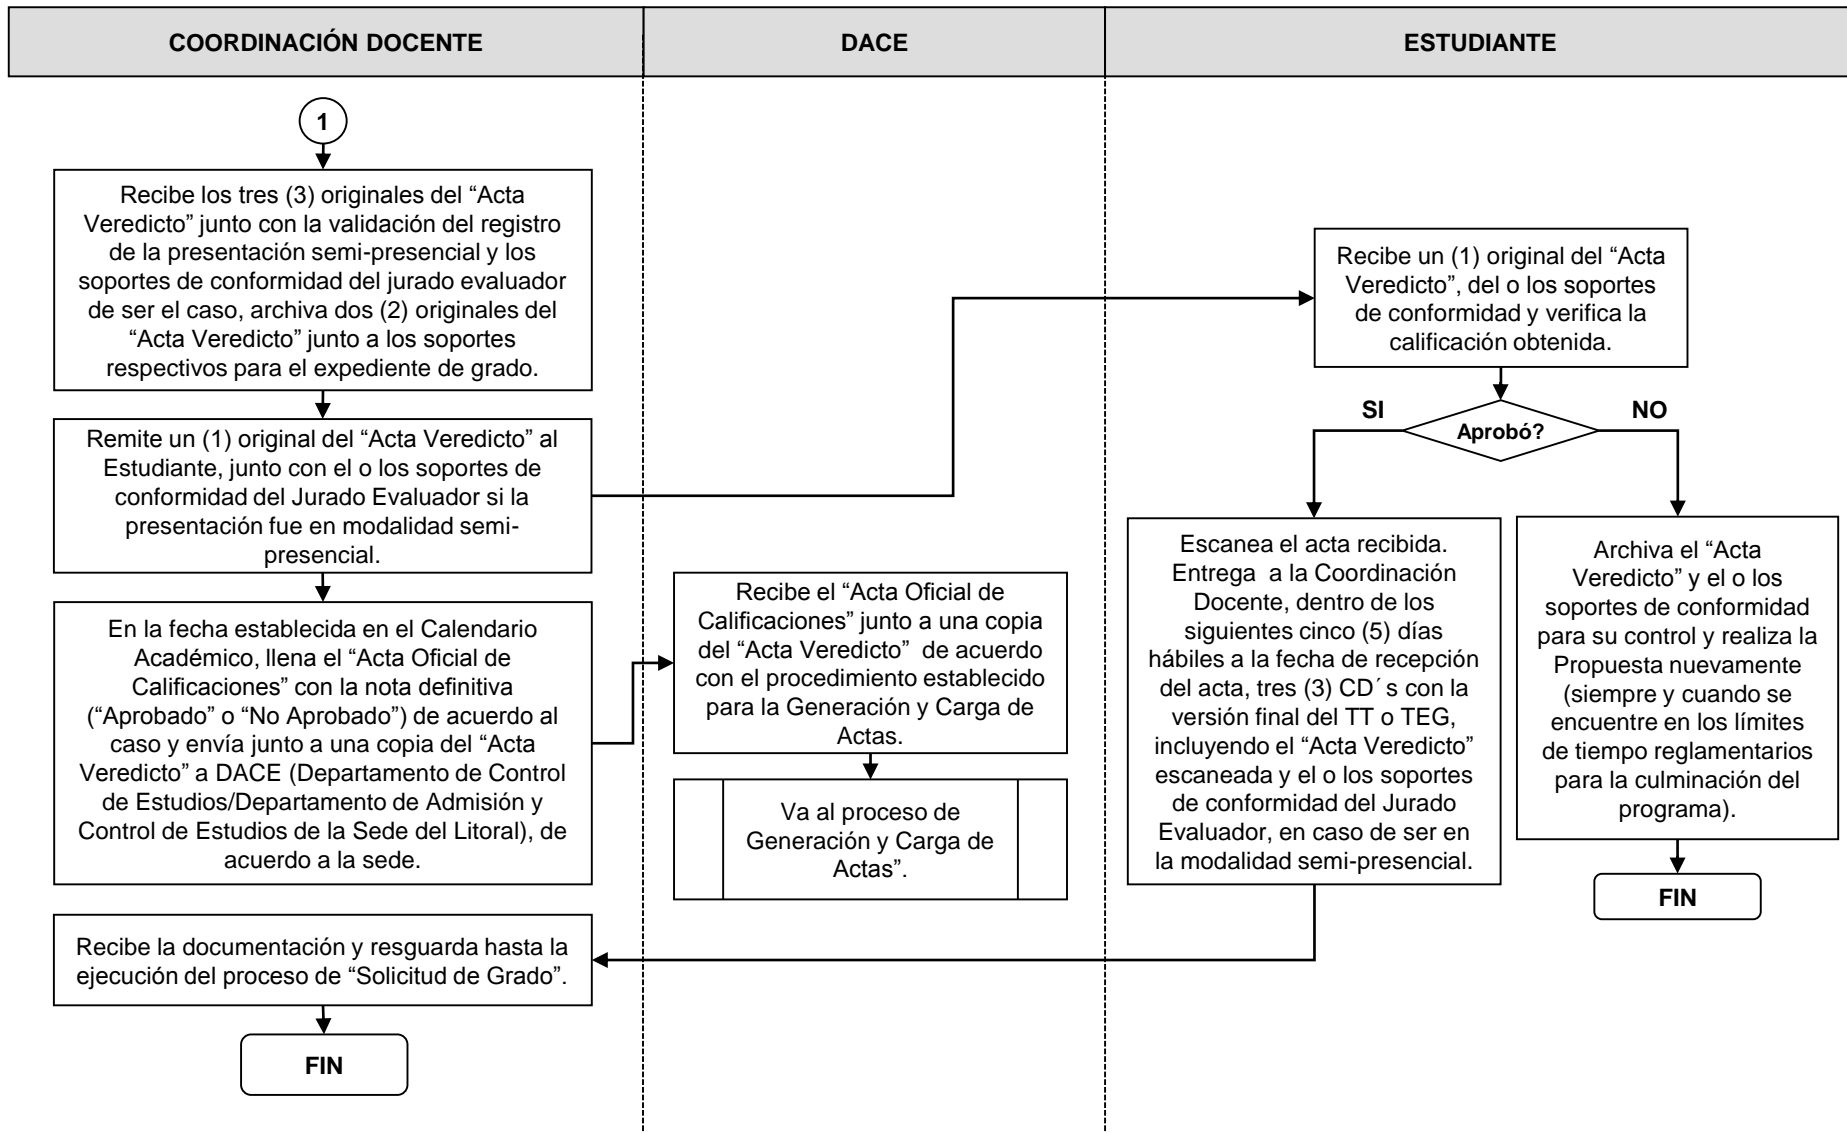 COORDINACIÓN DOCENTE
DACE
ESTUDIANTE
1
Recibe los tres (3) originales del “Acta
Veredicto” junto con la validación del registro
de la presentación semi-presencial y los
soportes de conformidad del jurado evaluador
de ser el caso, archiva dos (2) originales del
“Acta Veredicto” junto a los soportes
respectivos para el expediente de grado.
Remite un (1) original del “Acta Veredicto” al
Estudiante, junto con el o los soportes de
conformidad del Jurado Evaluador si la
presentación fue en modalidad semi-
presencial.
En la fecha establecida en el Calendario
Académico, llena el “Acta Oficial de
Calificaciones” con la nota definitiva
(“Aprobado” o “No Aprobado”) de acuerdo al
caso y envía junto a una copia del “Acta
Veredicto” a DACE (Departamento de Control
de Estudios/Departamento de Admisión y
Control de Estudios de la Sede del Litoral), de
acuerdo a la sede.
Recibe la documentación y resguarda hasta la
ejecución del proceso de “Solicitud de Grado”.
FIN
Recibe el “Acta Oficial de
Calificaciones” junto a una copia
del “Acta Veredicto”  de acuerdo
con el procedimiento establecido
para la Generación y Carga de
Actas.
Va al proceso de
Generación y Carga de
Actas”.
Recibe un (1) original del “Acta
Veredicto”, del o los soportes
de conformidad y verifica la
calificación obtenida.
SI
NO
Aprobó?
Escanea el acta recibida.
Entrega  a la Coordinación
Docente, dentro de los
siguientes cinco (5) días
hábiles a la fecha de recepción
del acta, tres (3) CD´s con la
versión final del TT o TEG,
incluyendo el “Acta Veredicto”
escaneada y el o los soportes
de conformidad del Jurado
Evaluador, en caso de ser en
la modalidad semi-presencial.
Archiva el “Acta
Veredicto” y el o los
soportes de conformidad
para su control y realiza la
Propuesta nuevamente
(siempre y cuando se
encuentre en los límites
de tiempo reglamentarios
para la culminación del
programa).
FIN